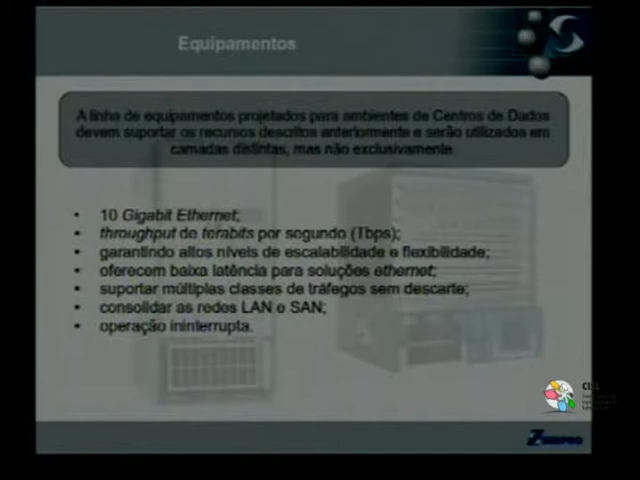 Equipamentos
A linha de equipamentos projetados para ambientes de Centros de Dados
devem suportar os recursos descritos anteriormente e serão utilizados em
camadas distintas, mas não exclusivamente.
• 10 Gigabit Ethernet;
• throughput de terabits por segundo (Tbps);
• garantindo altos níveis de escalabilidade e flexibilidade;
• oferecem baixa latência para soluções ethernet;
• suportar múltiplas classes de tráfegos sem descarte;
• consolidar as redes LAN e SAN;
• operação ininterrupta.